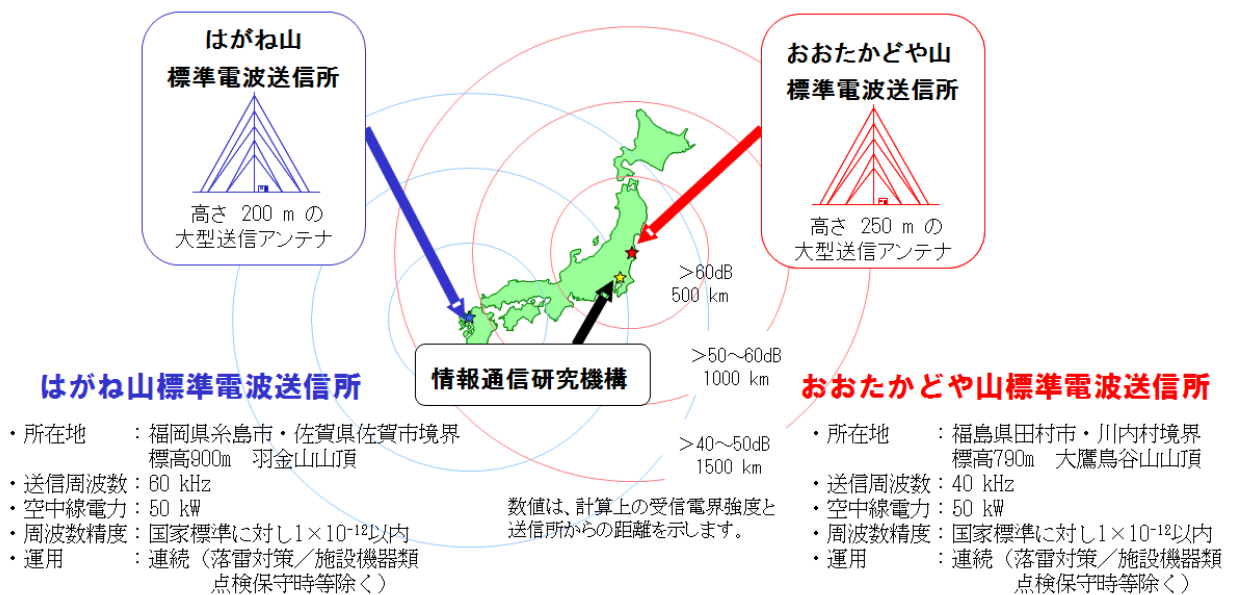 はがね山
標準電波送信所
高さ 200 m の
大型送信アンテナ
おおたかどや山
標準電波送信所
高さ 250 m の
大型送信アンテナ
>60dB
500 km
>50～60dB
1000 km
>40～50dB
1500 km
情報通信研究機構
はがね山標準電波送信所
・所在地 ：福岡県糸島市・佐賀県佐賀市境界
標高900m 羽金山山頂
・送信周波数：60 kHz
・空中線電力：50 kW
・周波数精度：国家標準に対し1×10⁻¹²以内
・運用 ：連続（落雷対策／施設機器類
点検保守時等除く）
数値は、計算上の受信電界強度と
送信所からの距離を示します。
おおたかどや山標準電波送信所
・所在地 ：福島県田村市・川内村境界
標高790m 大鷹鳥谷山山頂
・送信周波数：40 kHz
・空中線電力：50 kW
・周波数精度：国家標準に対し1×10⁻¹²以内
・運用 ：連続（落雷対策／施設機器類
点検保守時等除く）